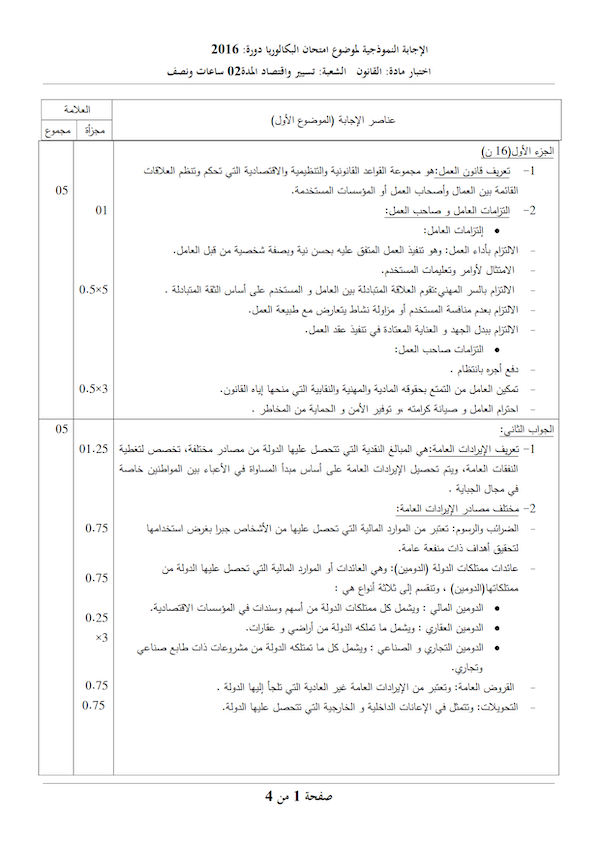 الإجابة النموذجية لموضوع امتحان البكالوريا دورة: 2016
اختبار مادة: القانون الشعبة: تسيير واقتصاد المدة02 ساعات ونصف
العلامة
عناصر الإجابة (الموضوع الأول)
مجزأة
مجموع
الجزء الأول(16 ن)
1- تعريف قانون العمل:هو مجموعة القواعد القانونية والتنظيمية والاقتصادية التي تحكم وتنظم العلاقات
القائمة بين العمال وأصحاب العمل أو المؤسسات المستخدمة.
05
2- التزامات العامل و صاحب العمل:
01
• إلتزامات العامل:
- الالتزام بأداء العمل: وهو تنفيذ العمل المتفق عليه بحسن نية وبصفة شخصية من قبل العامل.
- الامتثال لأوامر وتعليمات المستخدم.
- الالتزام بالسر المهني:تقوم العلاقة المتبادلة بين العامل و المستخدم على أساس الثقة المتبادلة .
0.5×5
- الالتزام بعدم منافسة المستخدم أو مزاولة نشاط يتعارض مع طبيعة العمل.
- الالتزام ببدل الجهد و العناية المعتادة في تنفيذ عقد العمل.
• التزامات صاحب العمل:
- دفع أجره بانتظام .
- تمكين العامل من التمتع بحقوقه المادية والمهنية والنقابية التي منحها إياه القانون.
0.5×3
- احترام العامل و صيانة كرامته ،و توفير الأمن و الحماية من المخاطر .
الجواب الثاني:
05
1- تعريف الإيرادات العامة:هي المبالغ النقدية التي تتحصل عليها الدولة من مصادر مختلفة، تخصص لتغطية
01.25
النفقات العامة، ويتم تحصيل الإيرادات العامة على أساس مبدأ المساواة في الأعباء بين المواطنين خاصة
في مجال الجباية .
2- مختلف مصادر الإيرادات العامة:
- الضرائب والرسوم: تعتبر من الموارد المالية التي تحصل عليها من الأشخاص جبرا بغرض استخدامها
0.75
لتحقيق أهداف ذات منفعة عامة.
- عائدات ممتلكات الدولة (الدومين): وهي العائدات أو الموارد المالية التي تحصل عليها الدولة من
0.75
ممتلكاتها(الدومين) ، وتنقسم إلى ثلاثة أنواع هي :
• الدومين المالي : ويشمل كل ممتلكات الدولة من أسهم وسندات في المؤسسات الاقتصادية.
0.25
• الدومين العقاري : ويشمل ما تملكه الدولة من أراضي و عقارات.
×3
• الدومين التجاري و الصناعي : ويشمل كل ما تمتلكه الدولة من مشروعات ذات طابع صناعي
وتجاري.
- القروض العامة: وتعتبر من الإيرادات العامة غير العادية التي تلجأ إليها الدولة .
0.75
- التحويلات: وتتمثل في الإعانات الداخلية و الخارجية التي تتحصل عليها الدولة.
0.75
صفحة 1 من 4